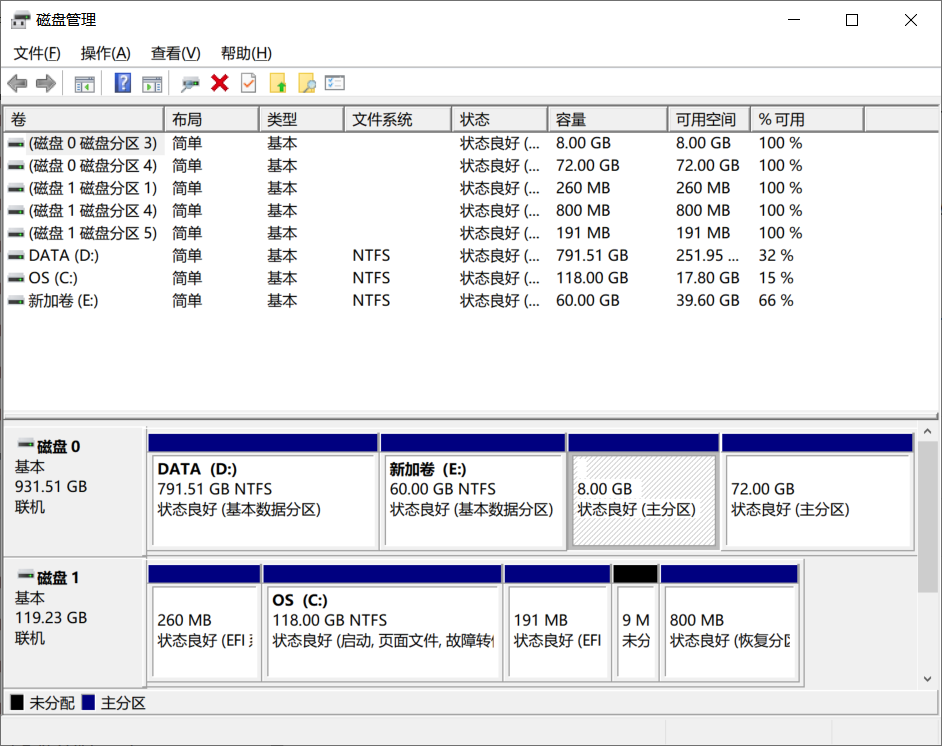 磁盘管理
文件(F) 操作(A) 查看(V) 帮助(H)
卷 布局 类型 文件系统 状态 容量 可用空间 % 可用
(磁盘 0 磁盘分区 3) 简单 基本 状态良好 (... 8.00 GB 8.00 GB 100 %
(磁盘 0 磁盘分区 4) 简单 基本 状态良好 (... 72.00 GB 72.00 GB 100 %
(磁盘 1 磁盘分区 1) 简单 基本 状态良好 (... 260 MB 260 MB 100 %
(磁盘 1 磁盘分区 4) 简单 基本 状态良好 (... 800 MB 800 MB 100 %
(磁盘 1 磁盘分区 5) 简单 基本 状态良好 (... 191 MB 191 MB 100 %
DATA (D:) 简单 基本 NTFS 状态良好 (... 791.51 GB 251.95 ... 32 %
OS (C:) 简单 基本 NTFS 状态良好 (... 118.00 GB 17.80 GB 15 %
新加卷 (E:) 简单 基本 NTFS 状态良好 (... 60.00 GB 39.60 GB 66 %
磁盘 0
基本
931.51 GB
联机
DATA (D:)
791.51 GB NTFS
状态良好 (基本数据分区)
新加卷 (E:)
60.00 GB NTFS
状态良好 (基本数据分区)
8.00 GB
状态良好 (主分区)
72.00 GB
状态良好 (主分区)
磁盘 1
基本
119.23 GB
联机
260 MB
状态良好 (EFI
OS (C:)
118.00 GB NTFS
状态良好 (启动, 页面文件, 故障转
191 MB
状态良好 (EFI
9 M
未分
800 MB
状态良好 (恢复分
未分配 主分区